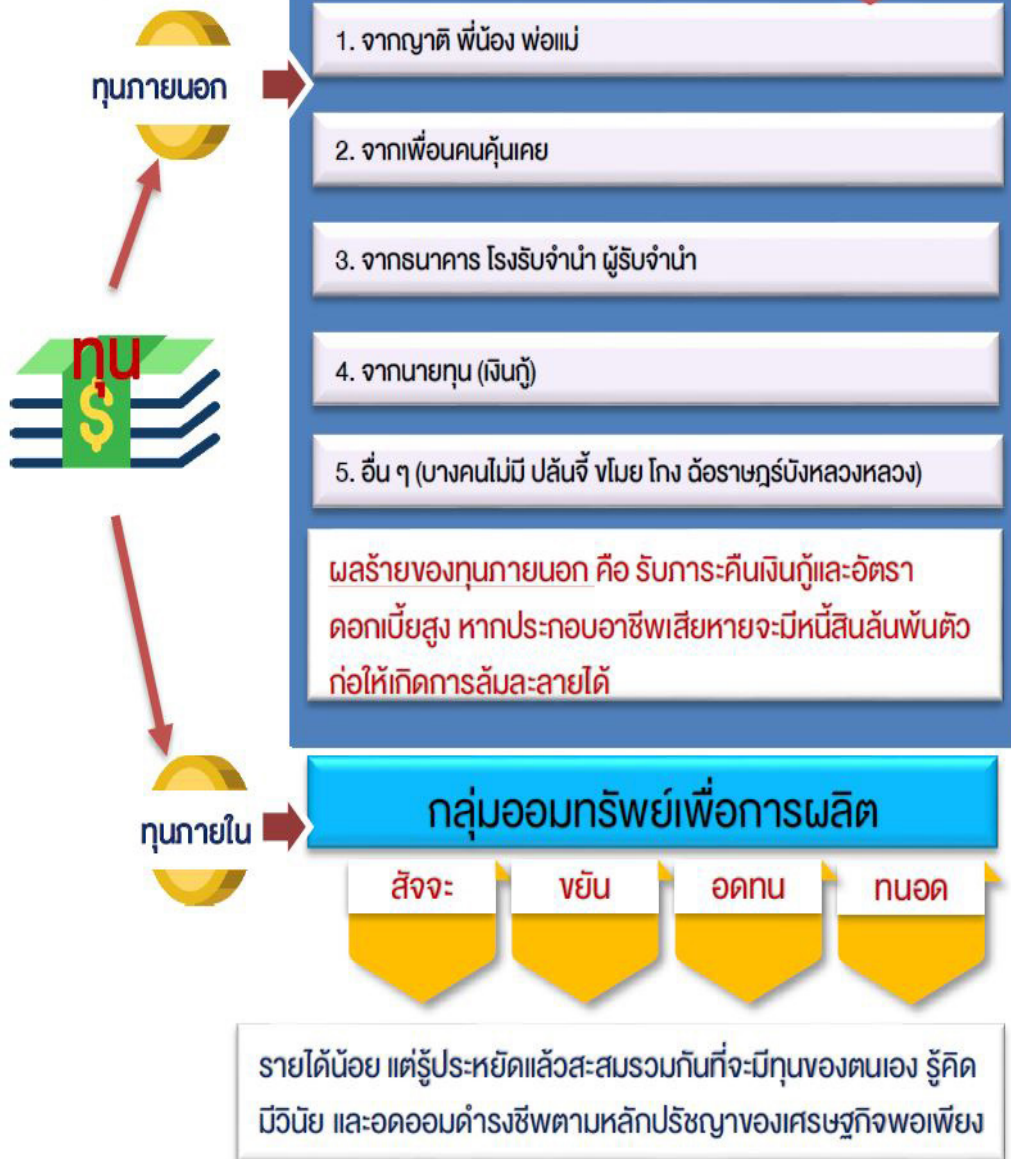 ทุนภายนอก
1. จากญาติ พี่น้อง พ่อแม่
2. จากเพื่อนคนคุ้นเคย
3. จากธนาคาร โรงรับจำนำ ผู้รับจำนำ
ทุน
$
4. จากนายทุน (เงินกู้)
5. อื่น ๆ (บางคนไม่มี ปล้นจี้ ขโมย โกง ฉ้อราษฎร์บังหลวงหลวง)
ผลร้ายของทุนภายนอก คือ รับภาระคืนเงินกู้และอัตรา
ดอกเบี้ยสูง หากประกอบอาชีพเสียหายจะมีหนี้สินล้นพ้นตัว
ก่อให้เกิดการล้มละลายได้
ทุนภายใน
กลุ่มออมทรัพย์เพื่อการผลิต
สัจจะ ขยัน อดทน ทนอด
รายได้น้อย แต่รู้ประหยัดแล้วสะสมรวมกันที่จะมีทุนของตนเอง รู้คิด
มีวินัย และอดออมดำรงชีพตามหลักปรัชญาของเศรษฐกิจพอเพียง